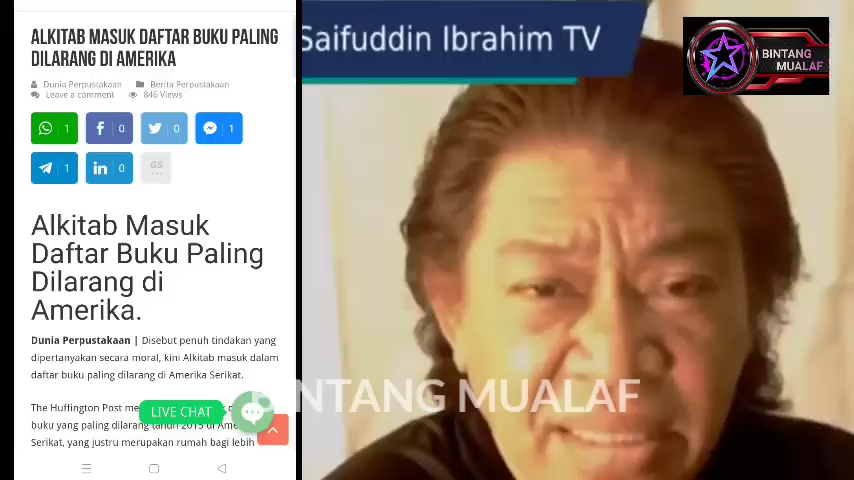 ALKITAB MASUK DAFTAR BUKU PALING
DILARANG DI AMERIKA
Dunia Perpustakaan Berita Perpustakaan
Leave a comment 846 Views
1 0 0 1
1 0 GS
Alkitab Masuk
Daftar Buku Paling
Dilarang di
Amerika.
Dunia Perpustakaan | Disebut penuh tindakan yang
dipertanyakan secara moral, kini Alkitab masuk dalam
daftar buku paling dilarang di Amerika Serikat.
The Huffington Post
buku yang paling dilarang tahun 2015 di
Serikat, yang justru merupakan rumah bagi lebih
LIVE CHAT
Saifuddin Ibrahim TV
BINTANG
MUALAF
BINTANG MUALAF